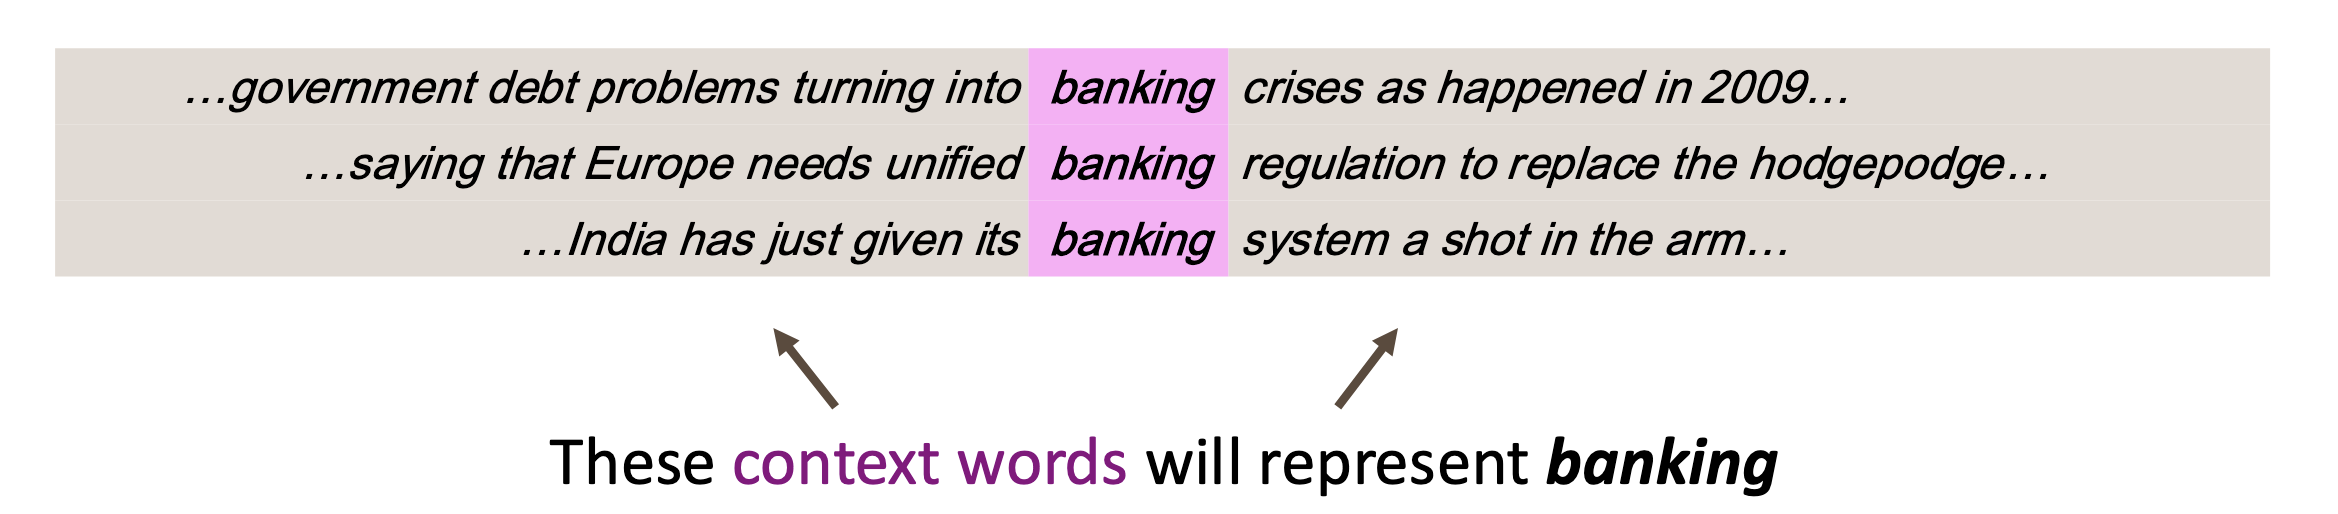 …government debt problems turning into banking crises as happened in 2009…
…saying that Europe needs unified banking regulation to replace the hodgepodge…
…India has just given its banking system a shot in the arm…
These context words will represent banking